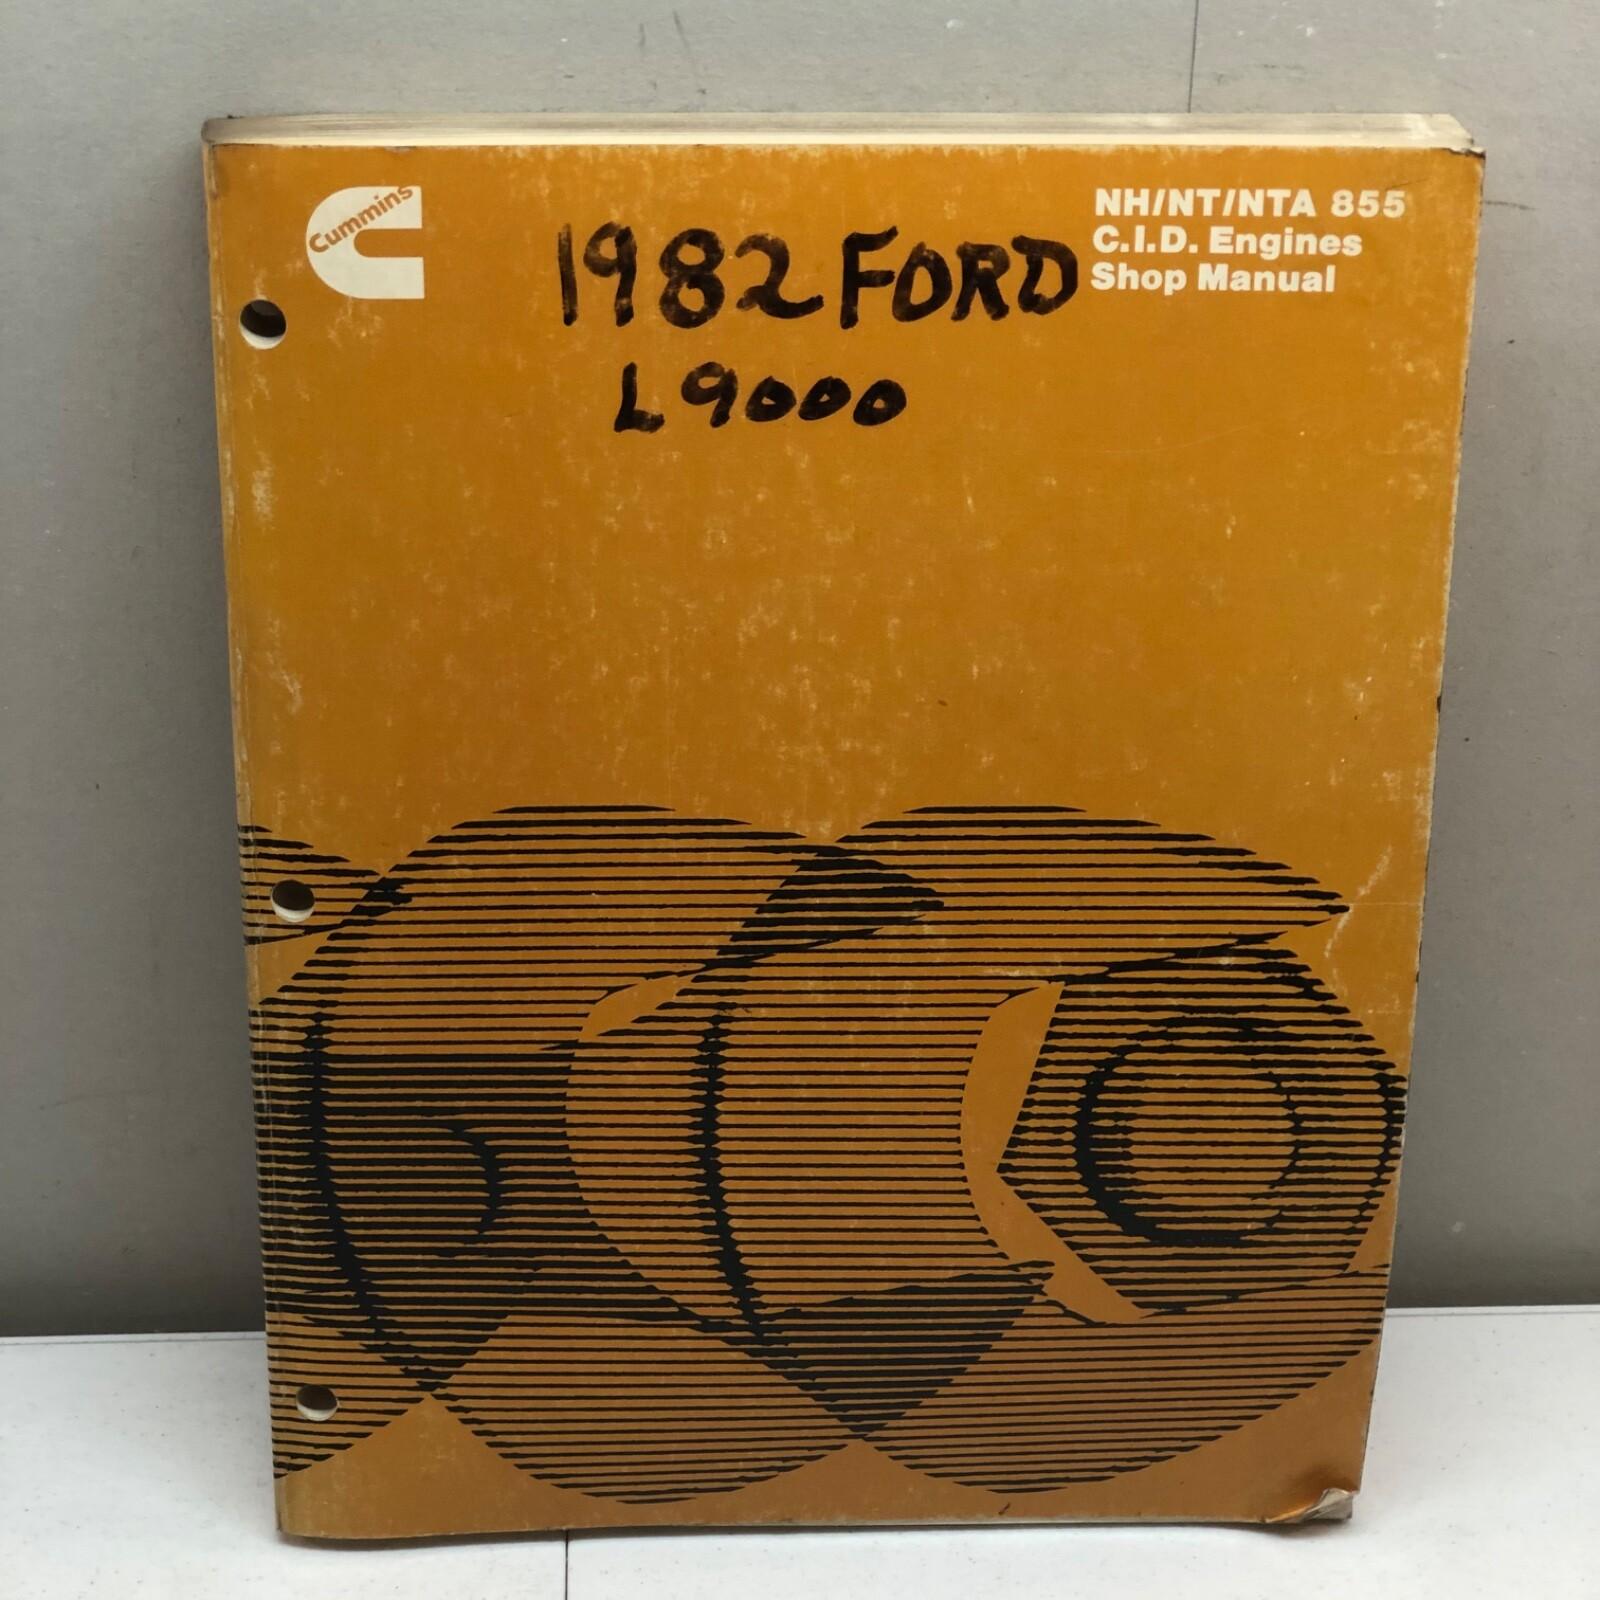 Cummins
NH/NT/NTA 855
C.I.D. Engines
Shop Manual
1982 FORD
L9000